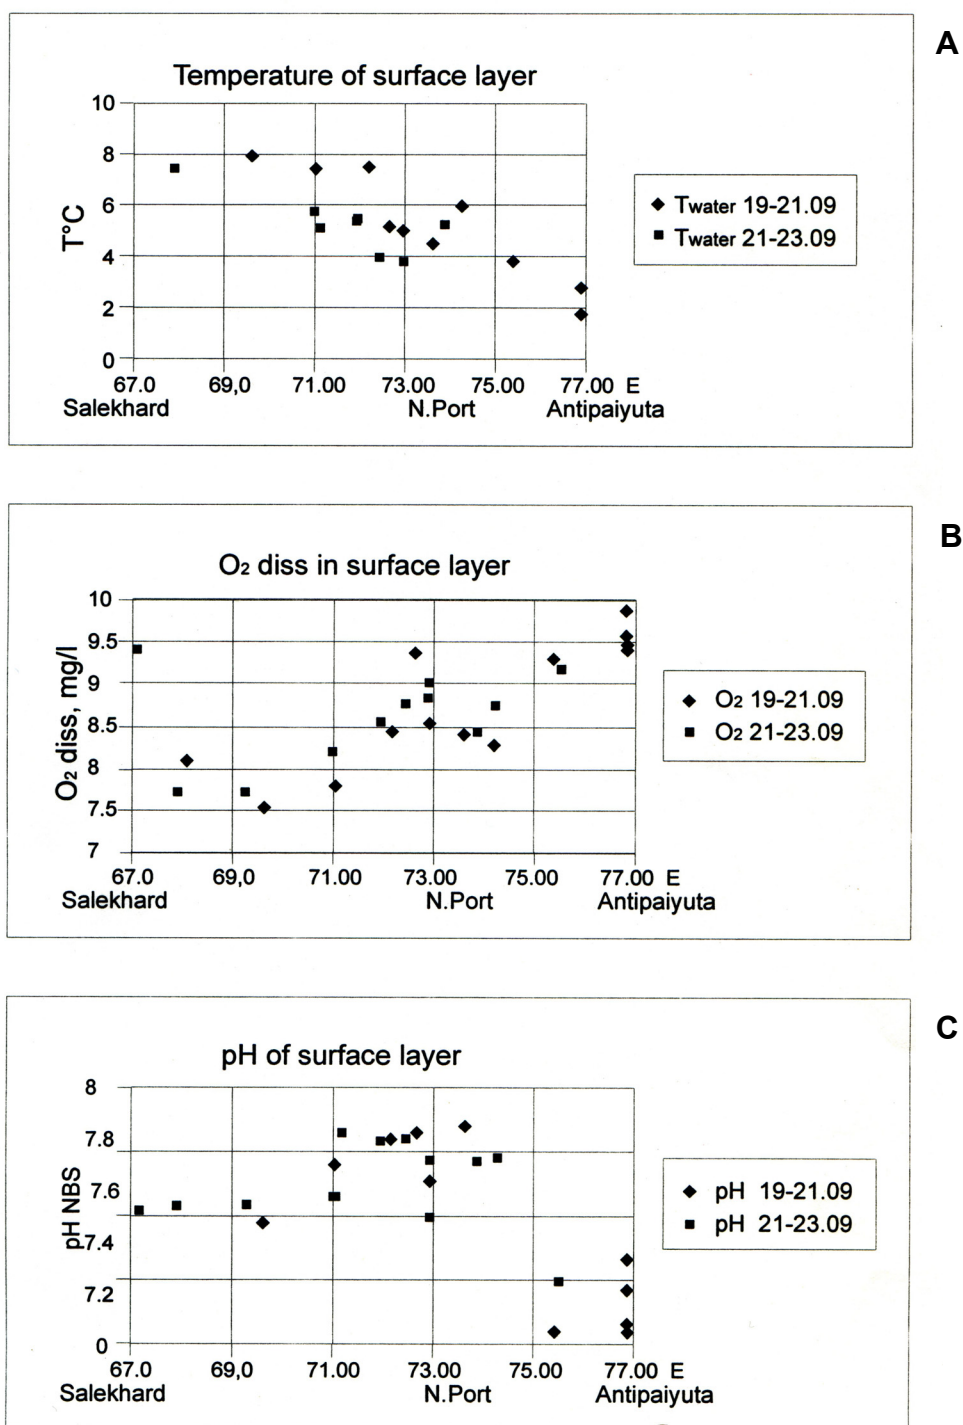 A
Temperature of surface layer
10
8
6
4
2
0
T°C
67.0 69,0 71.00 73.00 75.00 77.00 E
Salekhard N.Port Antipaiyuta
Twater 19-21.09
Twater 21-23.09
B
O2 diss in surface layer
10
9.5
9
8.5
8
7.5
7
O2 diss, mg/l
67.0 69,0 71.00 73.00 75.00 77.00 E
Salekhard N.Port Antipaiyuta
O2 19-21.09
O2 21-23.09
C
pH of surface layer
8
7.8
7.6
7.4
7.2
0
pH NBS
67.0 69,0 71.00 73.00 75.00 77.00 E
Salekhard N.Port Antipaiyuta
pH 19-21.09
pH 21-23.09